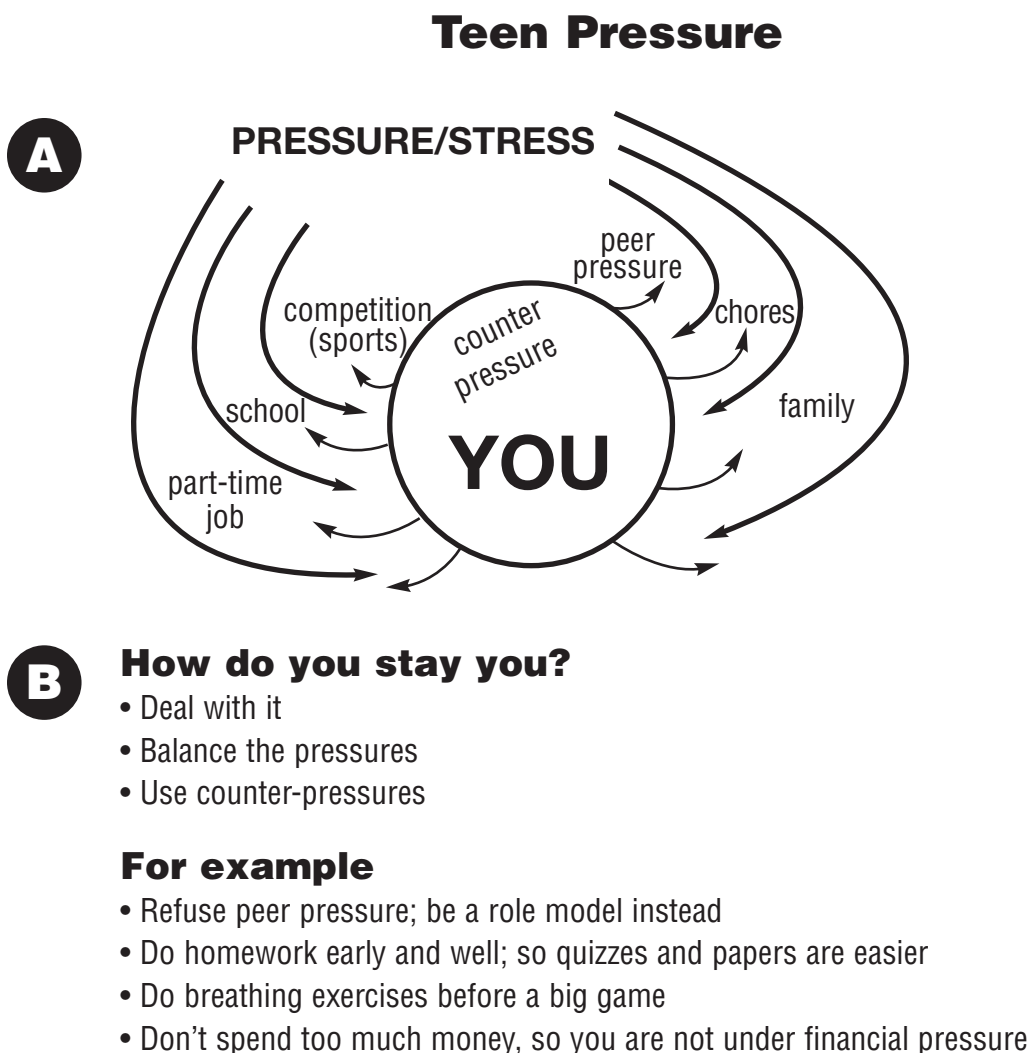 Teen Pressure
A
PRESSURE/STRESS
peer
pressure
chores
family
competition
(sports)
school
part-time
job
counter
pressure
YOU
B
How do you stay you?
• Deal with it
• Balance the pressures
• Use counter-pressures
For example
• Refuse peer pressure; be a role model instead
• Do homework early and well; so quizzes and papers are easier
• Do breathing exercises before a big game
• Don’t spend too much money, so you are not under financial pressure